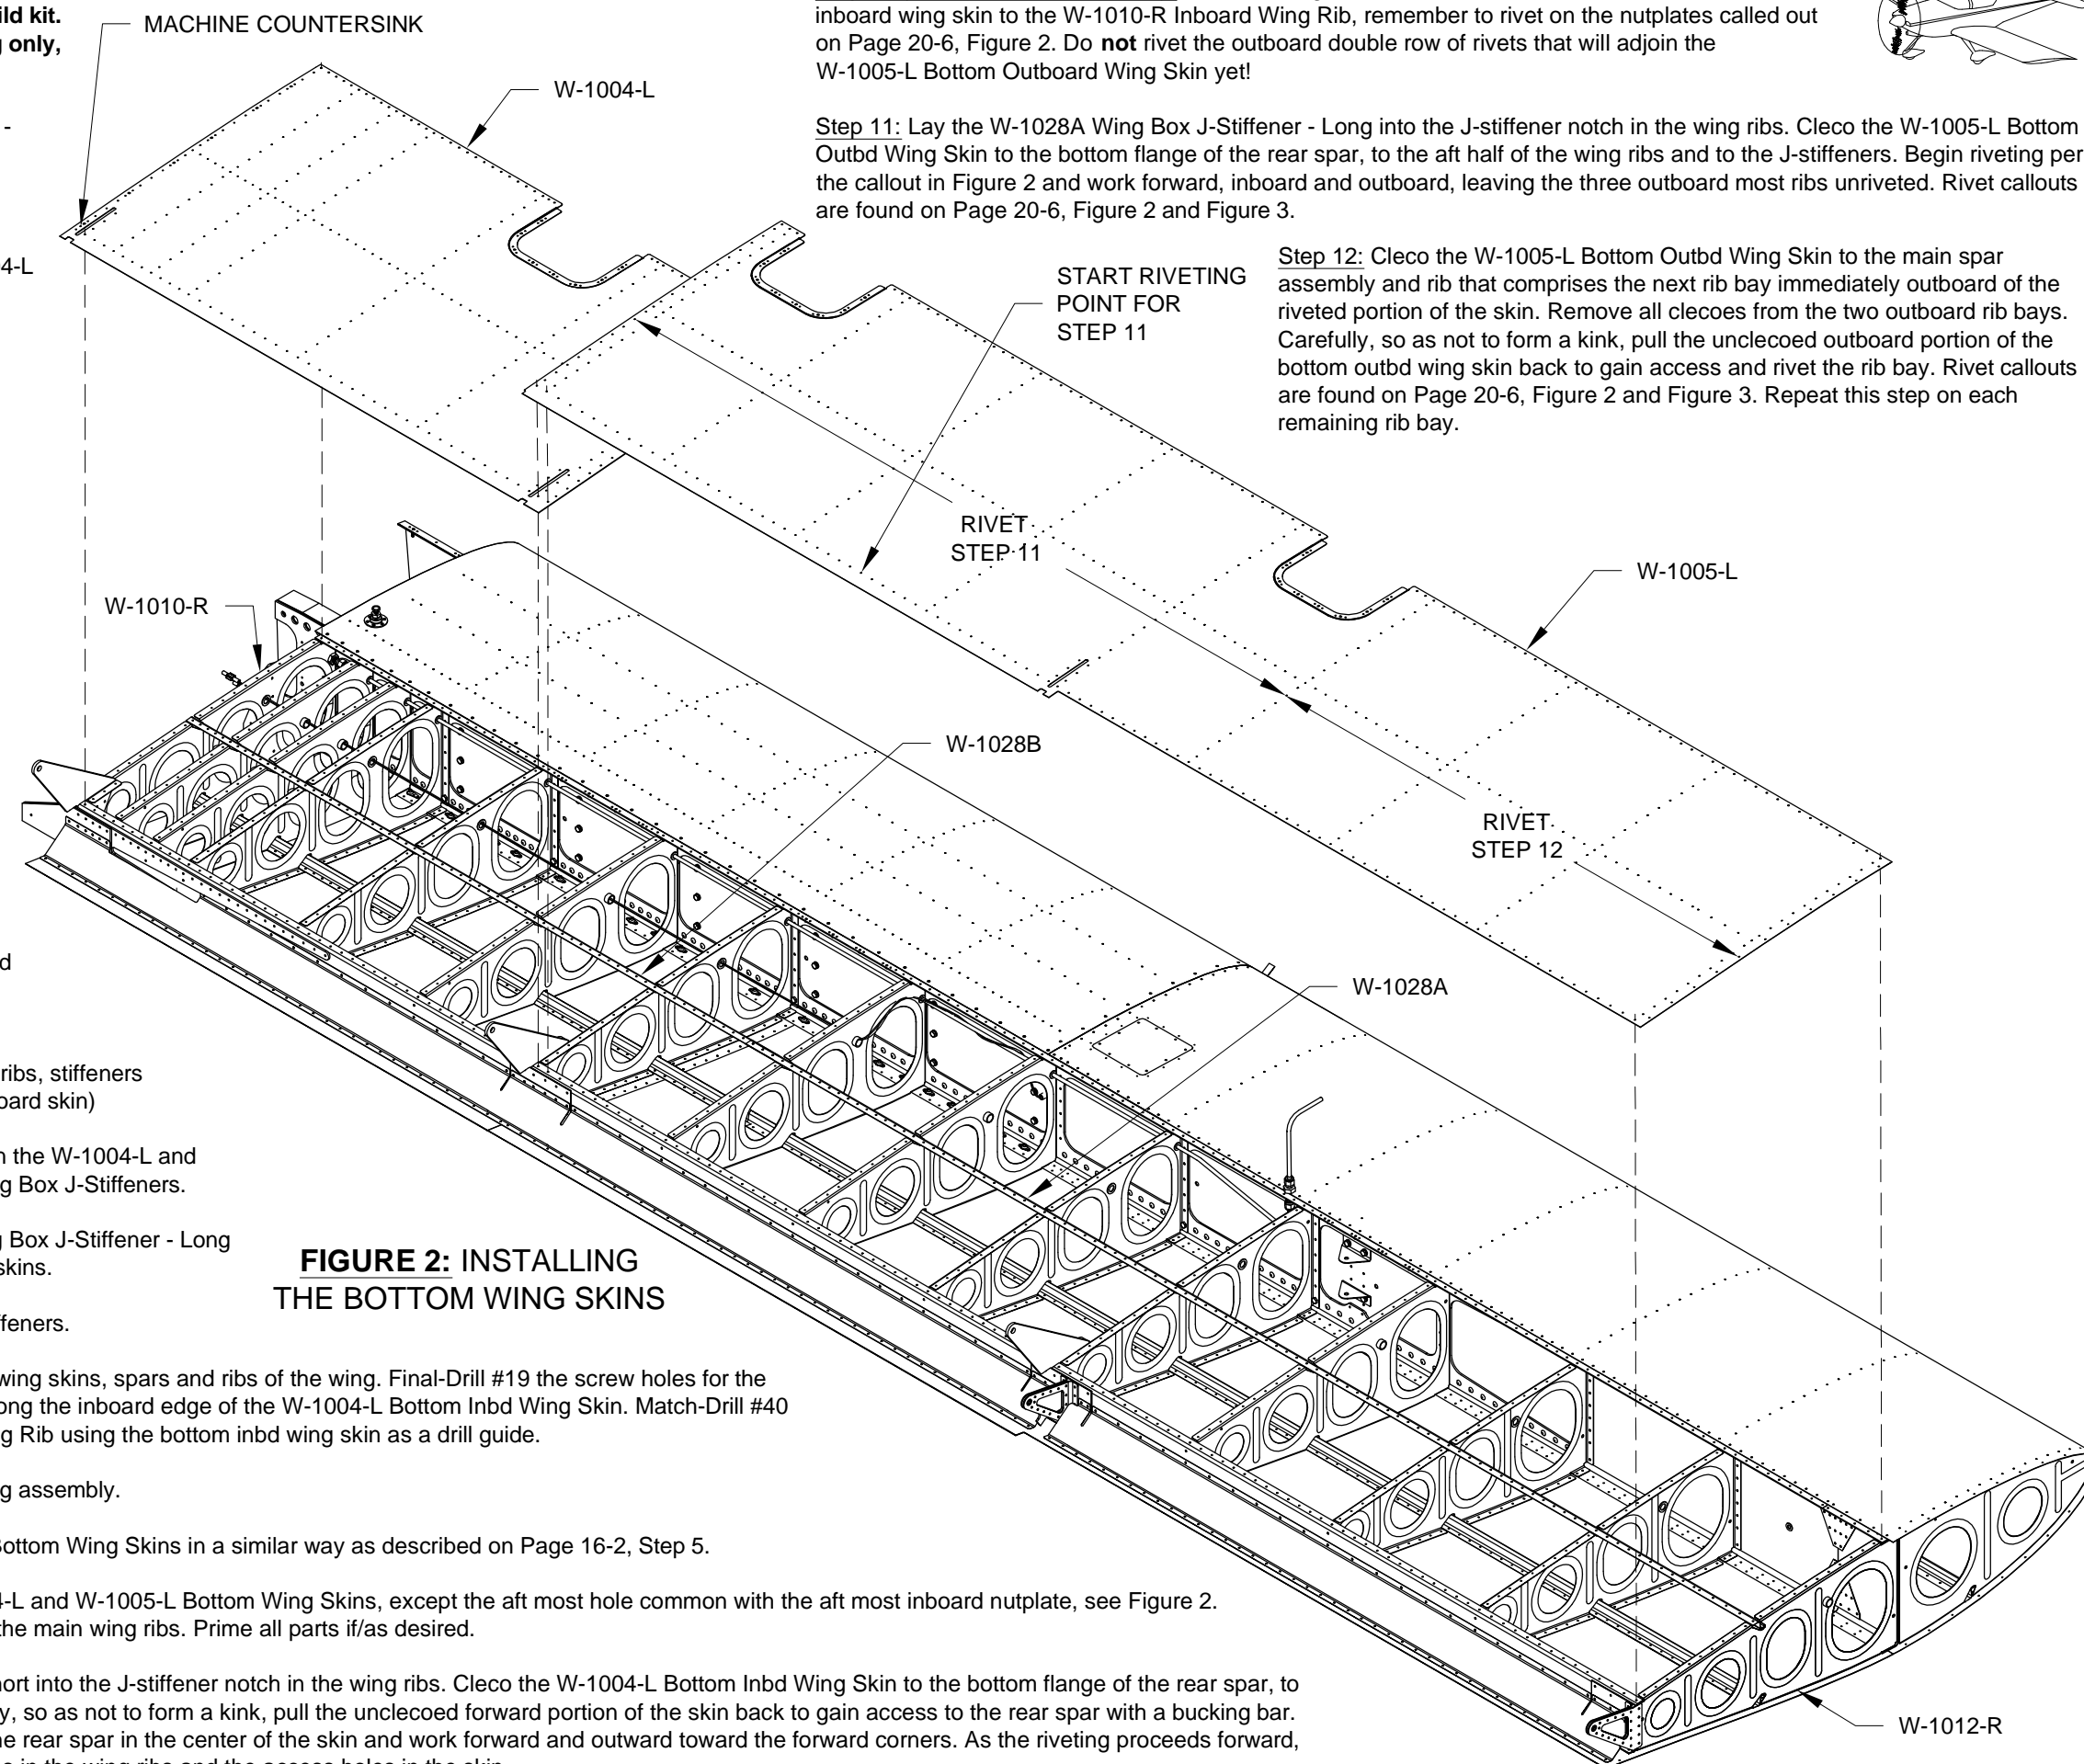 ild kit.
g only,
MACHINE COUNTERSINK
W-1004-L
-
4-L
inboard wing skin to the W-1010-R Inboard Wing Rib, remember to rivet on the nutplates called out
on Page 20-6, Figure 2. Do not rivet the outboard double row of rivets that will adjoin the
W-1005-L Bottom Outboard Wing Skin yet!
Step 11: Lay the W-1028A Wing Box J-Stiffener - Long into the J-stiffener notch in the wing ribs. Cleco the W-1005-L Bottom
Outbd Wing Skin to the bottom flange of the rear spar, to the aft half of the wing ribs and to the J-stiffeners. Begin riveting per
the callout in Figure 2 and work forward, inboard and outboard, leaving the three outboard most ribs unriveted. Rivet callouts
are found on Page 20-6, Figure 2 and Figure 3.
Step 12: Cleco the W-1005-L Bottom Outbd Wing Skin to the main spar
assembly and rib that comprises the next rib bay immediately outboard of the
riveted portion of the skin. Remove all clecoes from the two outboard rib bays.
Carefully, so as not to form a kink, pull the unclecoed outboard portion of the
bottom outbd wing skin back to gain access and rivet the rib bay. Rivet callouts
are found on Page 20-6, Figure 2 and Figure 3. Repeat this step on each
remaining rib bay.
START RIVETING
POINT FOR
STEP 11
RIVET
STEP 11
W-1005-L
W-1010-R
W-1028B
RIVET
STEP 12
W-1028A
d
ribs, stiffeners
oard skin)
n the W-1004-L and
g Box J-Stiffeners.
g Box J-Stiffener - Long
skins.
ffeners.
FIGURE 2: INSTALLING
THE BOTTOM WING SKINS
wing skins, spars and ribs of the wing. Final-Drill #19 the screw holes for the
ong the inboard edge of the W-1004-L Bottom Inbd Wing Skin. Match-Drill #40
g Rib using the bottom inbd wing skin as a drill guide.
g assembly.
Bottom Wing Skins in a similar way as described on Page 16-2, Step 5.
4-L and W-1005-L Bottom Wing Skins, except the aft most hole common with the aft most inboard nutplate, see Figure 2.
the main wing ribs. Prime all parts if/as desired.
hort into the J-stiffener notch in the wing ribs. Cleco the W-1004-L Bottom Inbd Wing Skin to the bottom flange of the rear spar, to
y, so as not to form a kink, pull the unclecoed forward portion of the skin back to gain access to the rear spar with a bucking bar.
he rear spar in the center of the skin and work forward and outward toward the forward corners. As the riveting proceeds forward,
W-1012-R